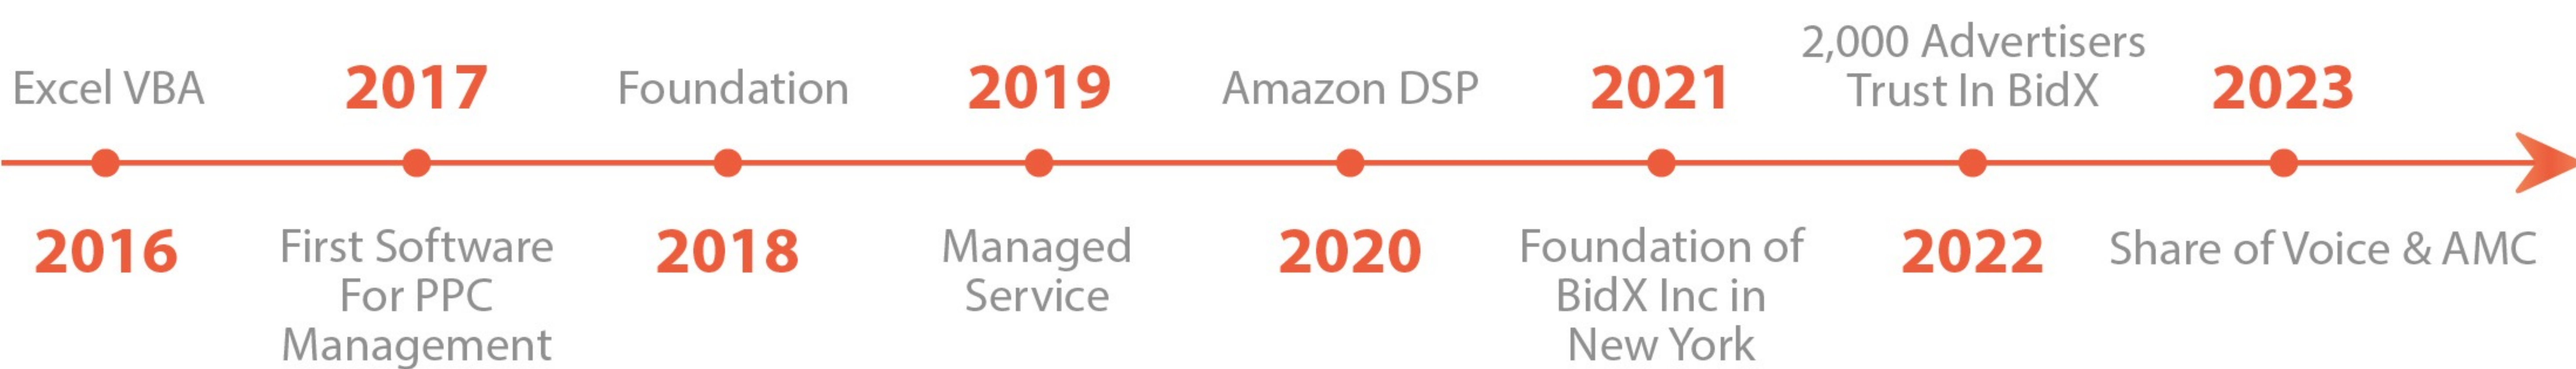 Excel VBA
2016
2017
First Software
For PPC
Management
Foundation
2018
2019
Managed
Service
Amazon DSP
2020
2021
Foundation of
BidX Inc in
New York
2,000 Advertisers
Trust In BidX
2022
2023
Share of Voice & AMC